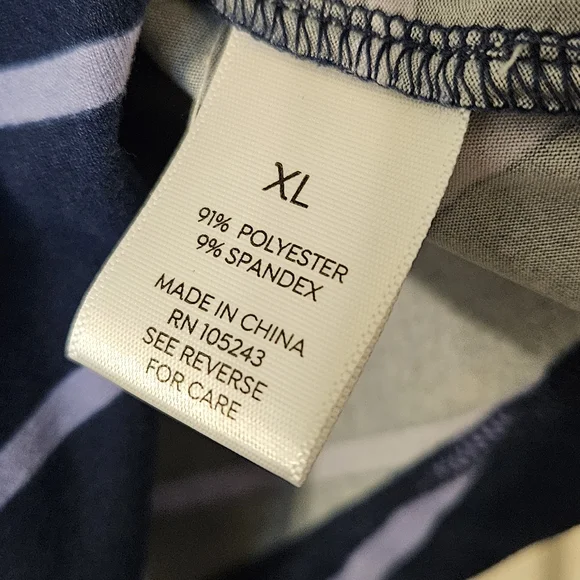 XL
91% POLYESTER
9% SPANDEX
MADE IN CHINA
RN 105243
SEE REVERSE
FOR CARE